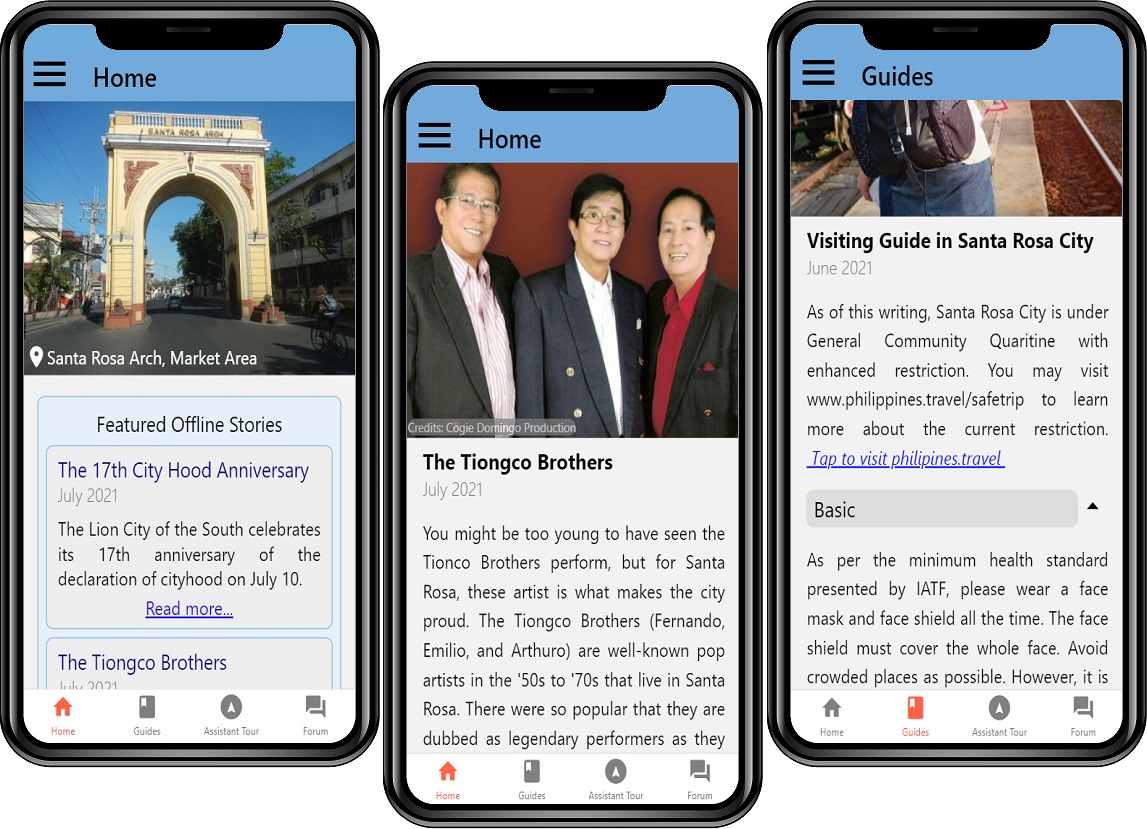 Home
SANTA ROSA ARCH
Santa Rosa Arch, Market Area
Featured Offline Stories
The 17th City Hood Anniversary
July 2021
The Lion City of the South celebrates
its 17th anniversary of the
declaration of cityhood on July 10.
Read more...
The Tiongco Brothers
July 2021
Home
Guides
Assistant Tour
Forum
Home
Credits: Cogie Domingo Production
The Tiongco Brothers
July 2021
You might be too young to have seen the
Tionco Brothers perform, but for Santa
Rosa, these artist is what makes the city
proud. The Tiongco Brothers (Fernando,
Emilio, and Arthuro) are well-known pop
artists in the '50s to '70s that live in Santa
Rosa. There were so popular that they are
dubbed as legendary performers as they
Home
Guides
Assistant Tour
Forum
Guides
Visiting Guide in Santa Rosa City
June 2021
As of this writing, Santa Rosa City is under
General Community Quaritine with
enhanced restriction. You may visit
www.philippines.travel/safetrip to learn
more about the current restriction.
Tap to visit philipines.travel
Basic
As per the minimum health standard
presented by IATF, please wear a face
mask and face shield all the time. The face
shield must cover the whole face. Avoid
crowded places as possible. However, it is
Home
Guides
Assistant Tour
Forum